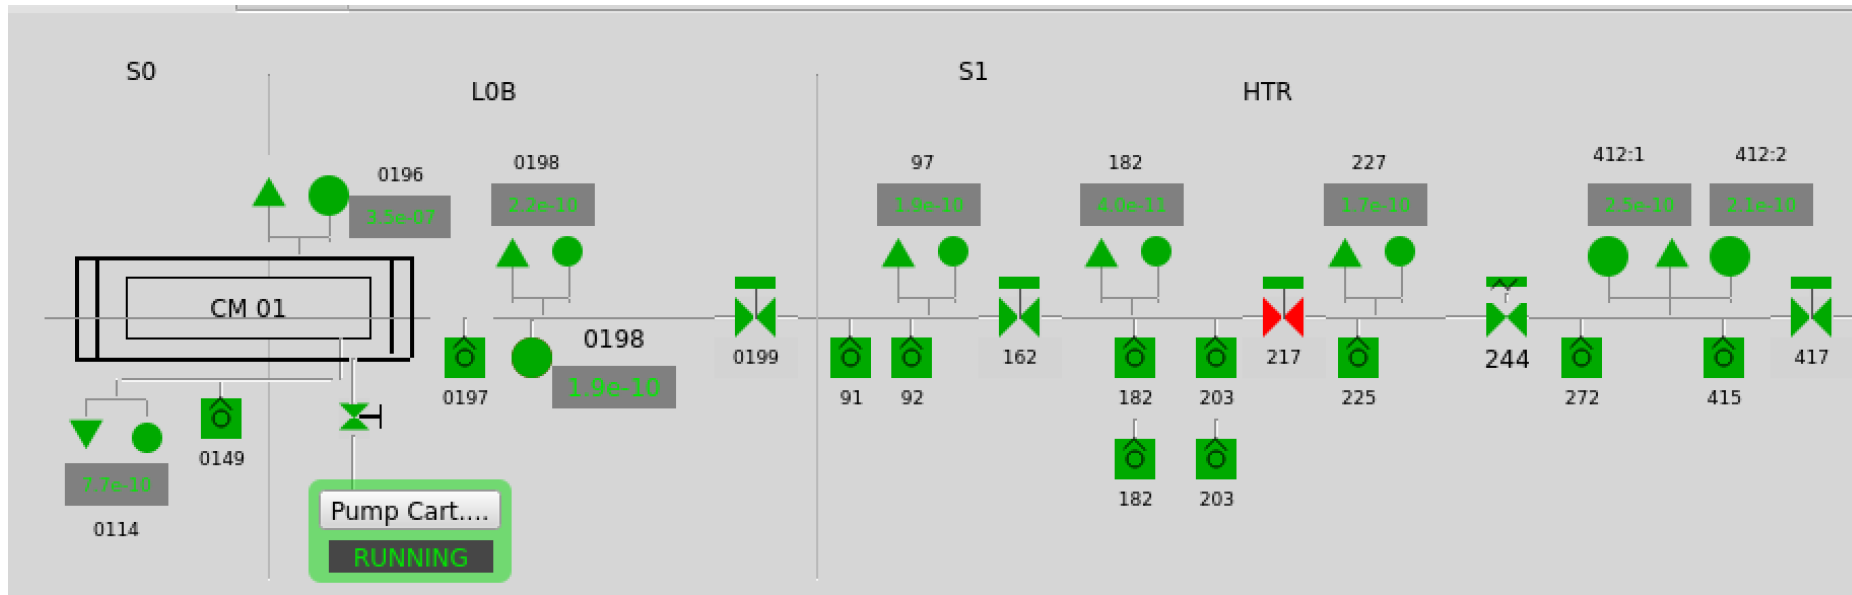 S0
L0B
S1
HTR
0196
3.5e-07
0198
2.2e-10
97
1.9e-10
182
4.0e-11
227
1.7e-10
412:1
2.5e-10
412:2
2.1e-10
CM 01
0198
1.9e-10
0197
0199
91
92
162
182
203
217
225
244
272
415
417
182
203
0149
7.7e-10
0114
Pump Cart....
RUNNING